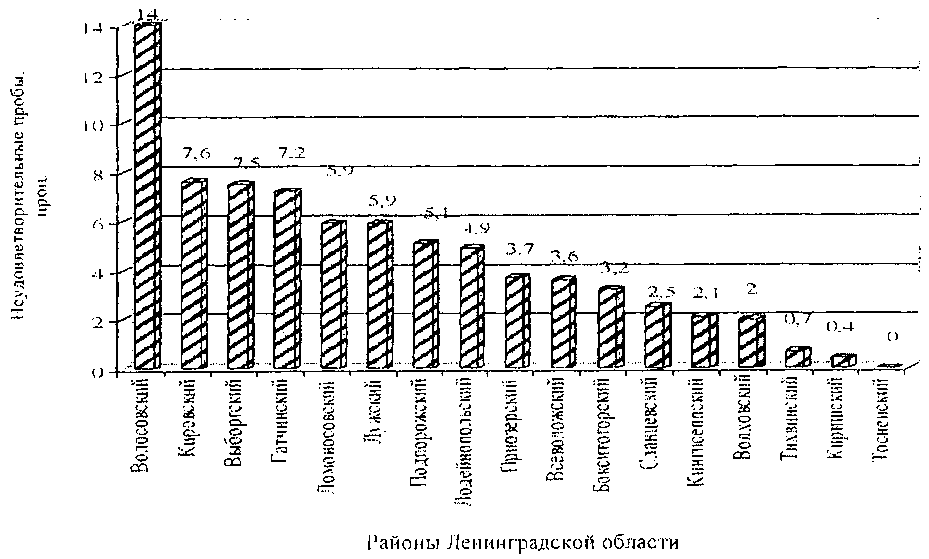 Неудовлетворительные пробы,
проц.
14
12
10
8
6
4
2
0
14
7,6
7,5
7,2
5,9
5,9
5,1
4,9
3,7
3,6
3,2
2,5
2,1
2
0,7
0,4
0
Волосовский
Кировский
Выборгский
Гатчинский
Ломоносовский
Лужский
Подпорожский
Лодейнопольский
Приозерский
Всеволожский
Бокситогорский
Сланцевский
Кингисеппский
Волховский
Тихвинский
Киришский
Тосненский
Районы Ленинградской области